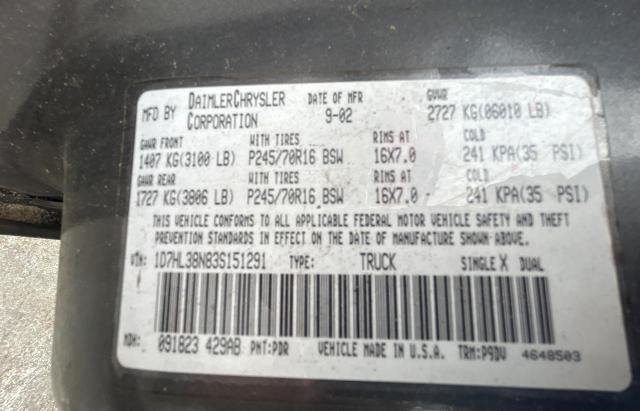 MFD BY DAIMLERCHRYSLER CORPORATION DATE OF MFR 9-02 GVWR 2727 KG(06010 LB)
GAWR FRONT WITH TIRES RIMS AT COLD
1407 KG(3100 LB) P245/70R16 BSW 16X7.0 241 KPA(35 PSI)
GAWR REAR WITH TIRES RIMS AT COLD
1727 KG(3806 LB) P245/70R16 BSW 16X7.0 241 KPA(35 PSI)
THIS VEHICLE CONFORMS TO ALL APPLICABLE FEDERAL MOTOR VEHICLE SAFETY AND THEFT
PREVENTION STANDARDS IN EFFECT ON THE DATE OF MANUFACTURE SHOWN ABOVE.
VIN: 1D7HL38N83S151291 TYPE: TRUCK SINGLE X DUAL
MDH: 091823 429AB PNT:PDR VEHICLE MADE IN U.S.A. TRM:P9DV 4648503